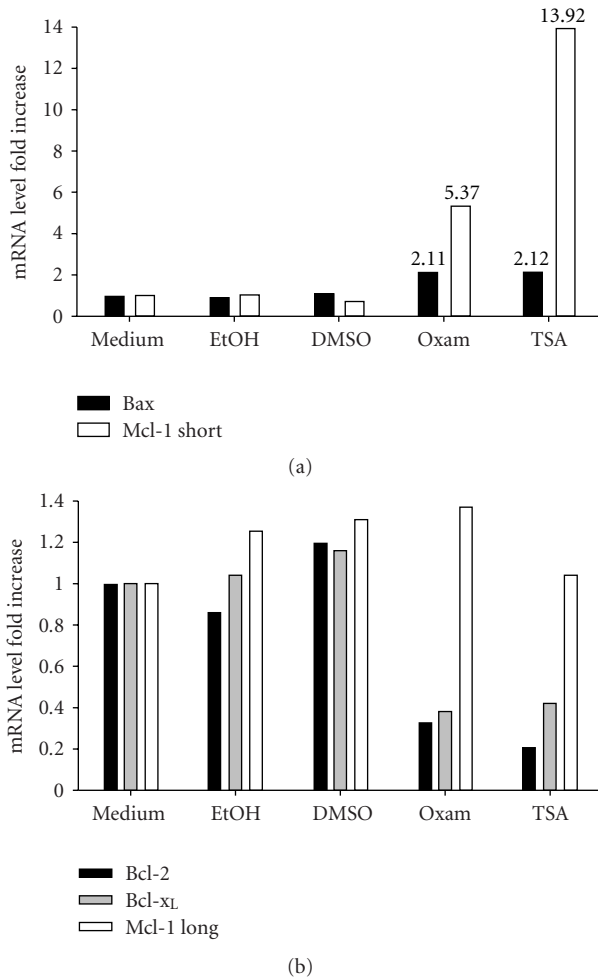 mRNA level fold increase
14
12
10
8
6
4
2
0
2.11
5.37
2.12
13.92
Medium EtOH DMSO Oxam TSA
Bax
Mcl-1 short
(a)
mRNA level fold increase
1.4
1.2
1
0.8
0.6
0.4
0.2
0
Medium EtOH DMSO Oxam TSA
Bcl-2
Bcl-xL
Mcl-1 long
(b)